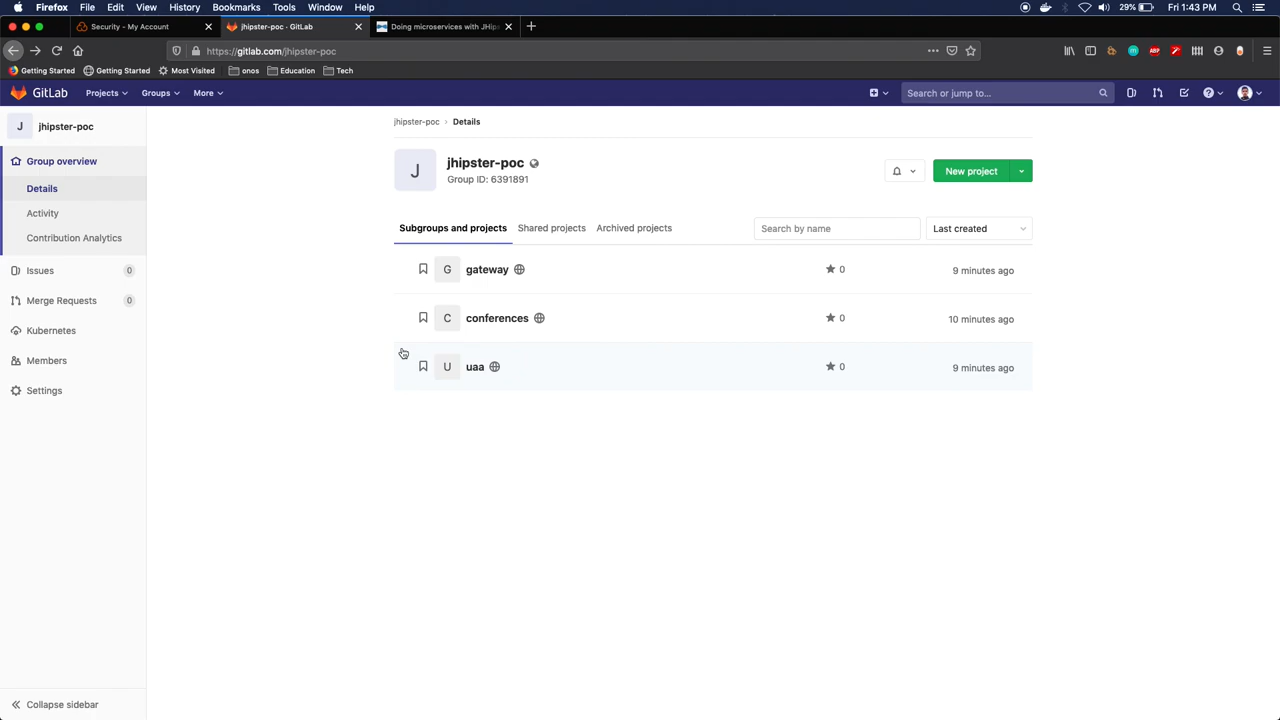 Firefox File Edit View History Bookmarks Tools Window Help 29% Fri 1:43 PM
Security - My Account jhipster-poc · GitLab Doing microservices with JHip
https://gitlab.com/jhipster-poc
Getting Started Getting Started Most Visited onos Education Tech
GitLab Projects Groups More Search or jump to...
J jhipster-poc
Group overview
Details
Activity
Contribution Analytics
Issues 0
Merge Requests 0
Kubernetes
Members
Settings
Collapse sidebar
jhipster-poc > Details
J jhipster-poc
Group ID: 6391891
New project
Subgroups and projects Shared projects Archived projects Search by name Last created
G gateway 0 9 minutes ago
C conferences 0 10 minutes ago
U uaa 0 9 minutes ago